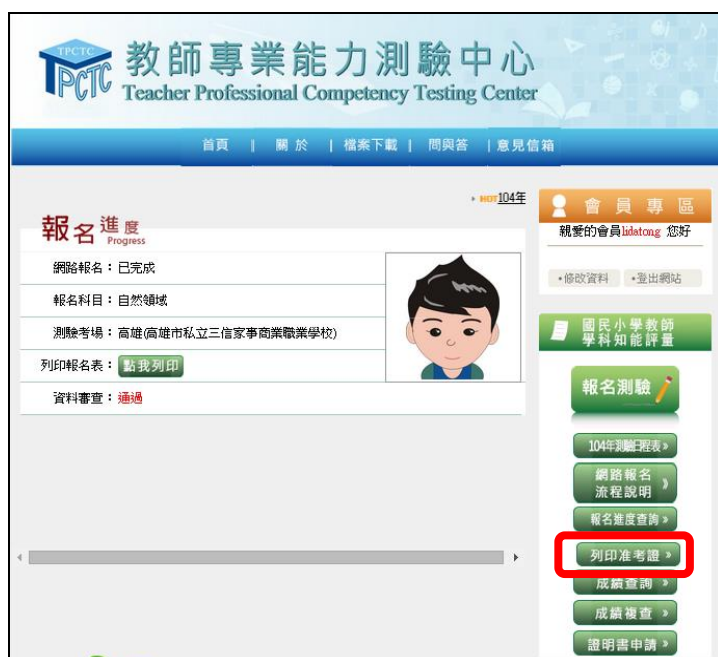 TPCTC
TPCTC
教師專業能力測驗中心
Teacher Professional Competency Testing Center
首頁 | 關於 | 檔案下載 | 問與答 | 意見信箱
HOT104年
報名進度
Progress
網路報名：已完成
報名科目：自然領域
測驗考場：高雄(高雄市私立三信家事商業職業學校)
列印報名表：點我列印
資料審查：通過
會員專區
親愛的會員lidatong 您好
•修改資料 •登出網站
國民小學教師
學科知能評量
報名測驗
104年測驗日程表»
網路報名
流程說明 »
報名進度查詢»
列印准考證 »
成績查詢 »
成績複查 »
證明書申請»